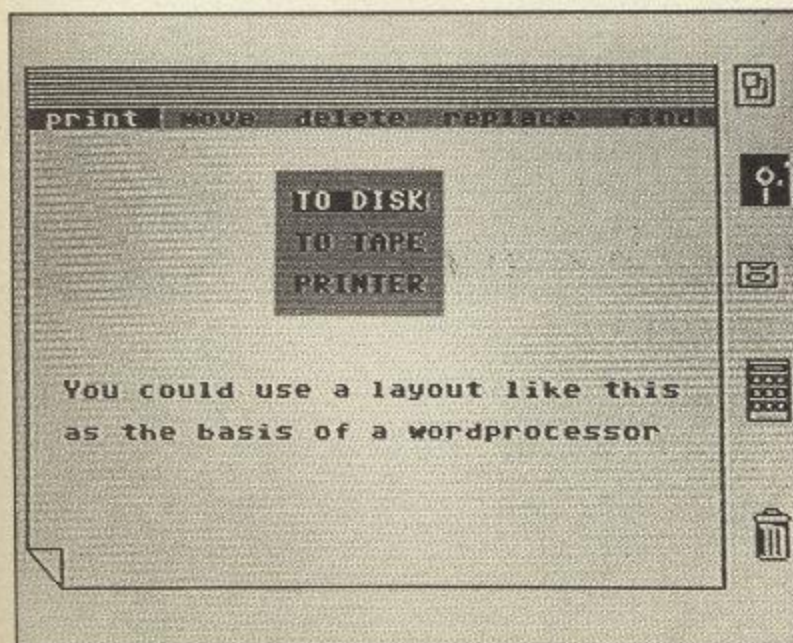 print move delete replace find
TO DISK
TO TAPE
PRINTER
You could use a layout like this
as the basis of a wordprocessor